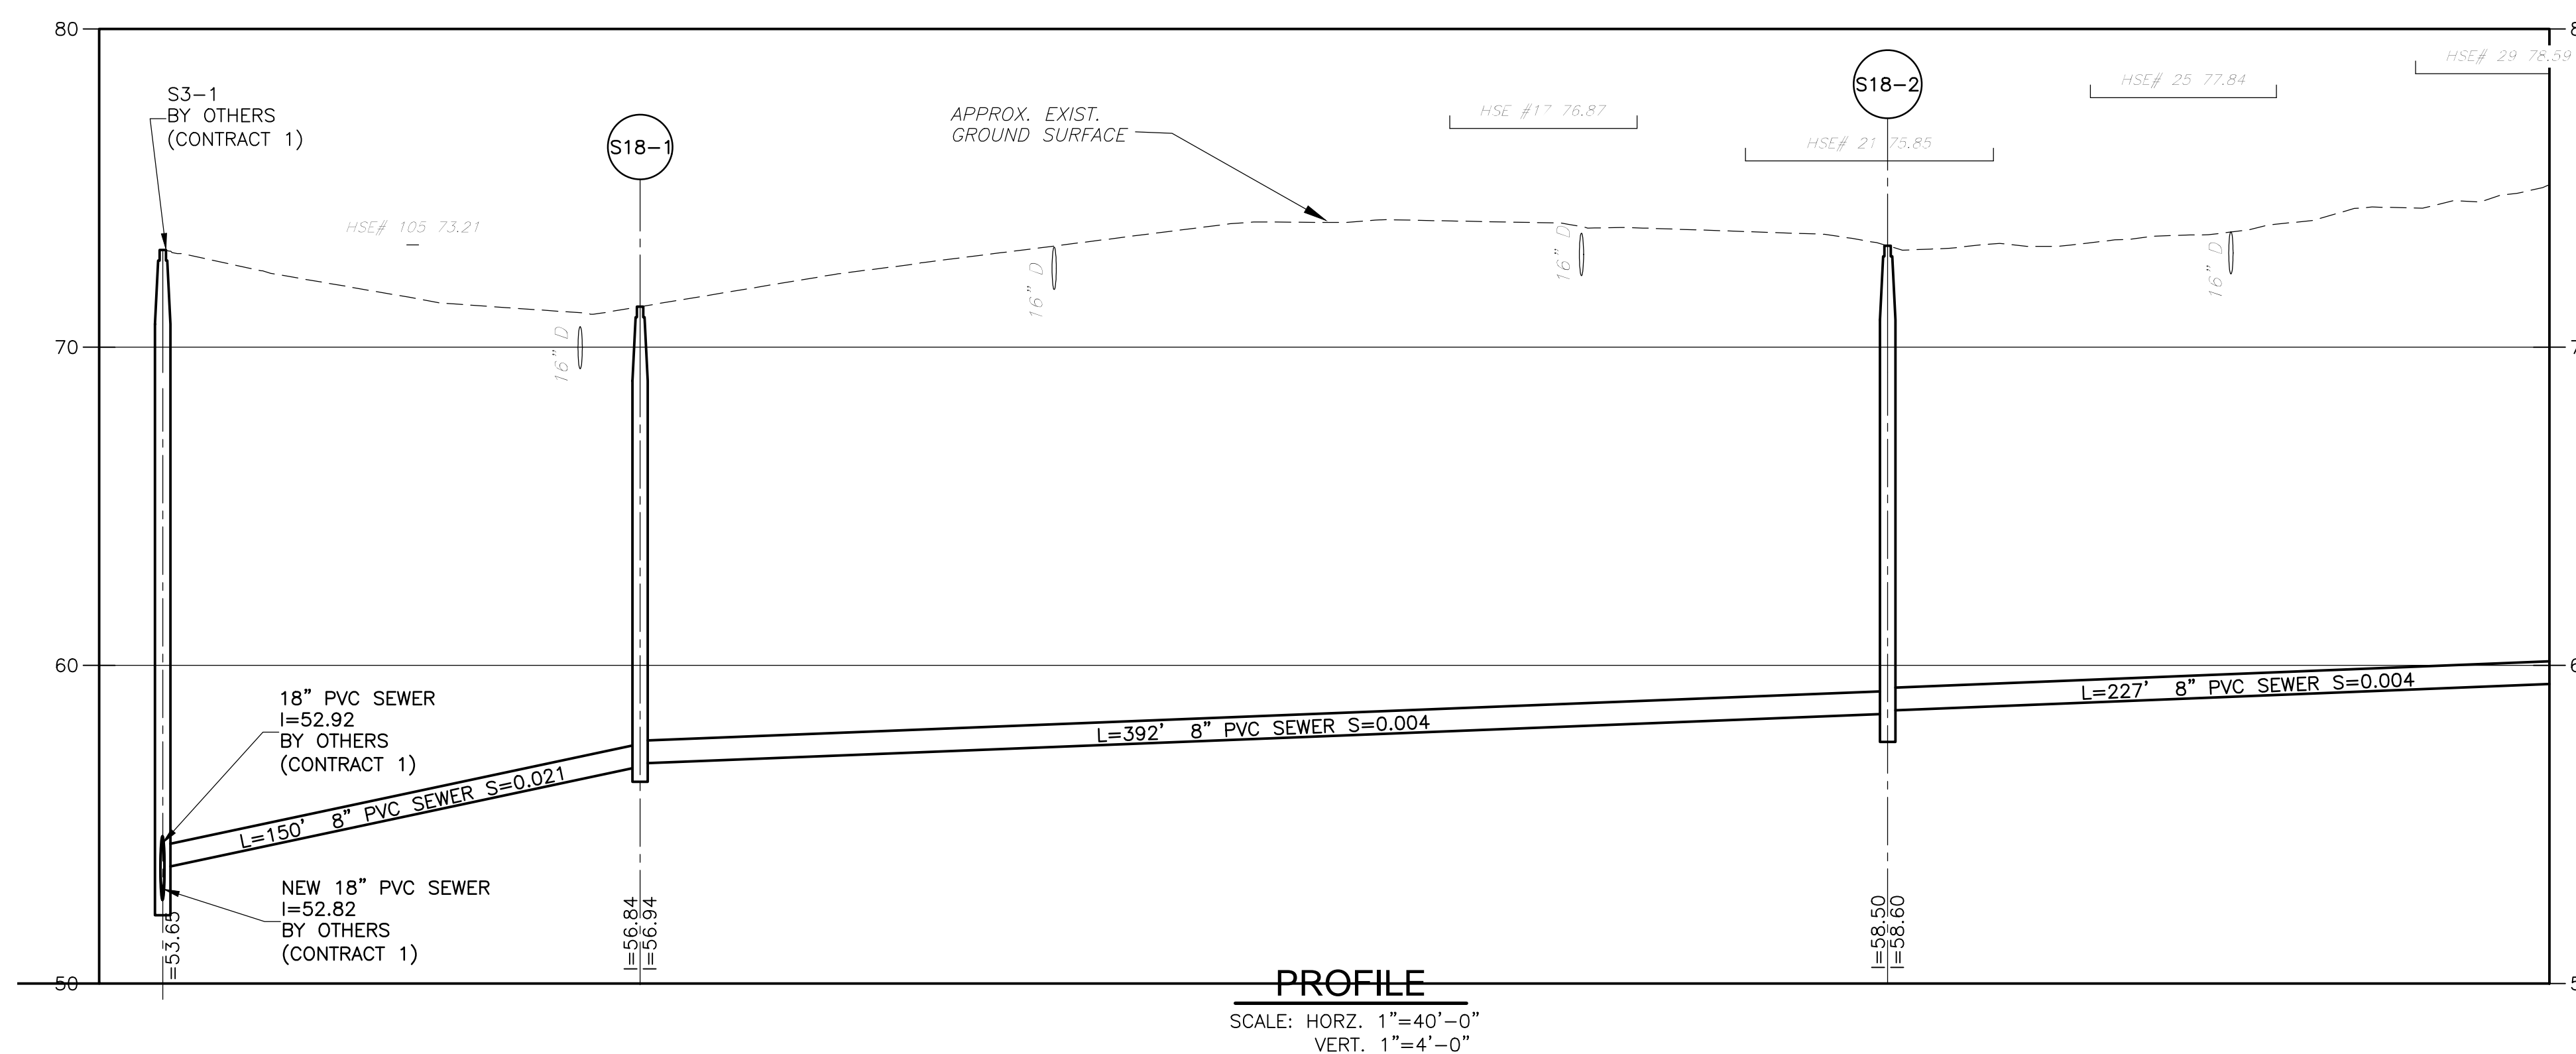 80
HSE# 29 78.59
HSE# 25 77.84
S3-1
BY OTHERS
(CONTRACT 1)
S18-1
APPROX. EXIST.
GROUND SURFACE
HSE #17 76.87
S18-2
HSE# 21 75.85
HSE# 105 73.21
16" D
16" D
16" D
16" D
70
60
18" PVC SEWER
I=52.92
BY OTHERS
(CONTRACT 1)
L=150' 8" PVC SEWER S=0.021
L=392' 8" PVC SEWER S=0.004
L=227' 8" PVC SEWER S=0.004
NEW 18" PVC SEWER
I=52.82
BY OTHERS
(CONTRACT 1)
=53.65
I=56.84
I=56.94
I=58.50
I=58.60
50
PROFILE
SCALE: HORZ. 1"=40'-0"
VERT. 1"=4'-0"